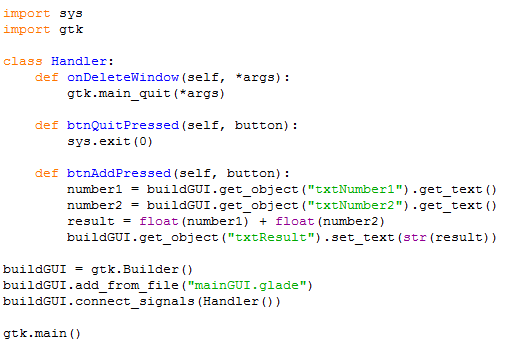 import sys
import gtk

class Handler:
    def onDeleteWindow(self, *args):
        gtk.main_quit(*args)

    def btnQuitPressed(self, button):
        sys.exit(0)

    def btnAddPressed(self, button):
        number1 = buildGUI.get_object("txtNumber1").get_text()
        number2 = buildGUI.get_object("txtNumber2").get_text()
        result = float(number1) + float(number2)
        buildGUI.get_object("txtResult").set_text(str(result))

buildGUI = gtk.Builder()
buildGUI.add_from_file("mainGUI.glade")
buildGUI.connect_signals(Handler())

gtk.main()